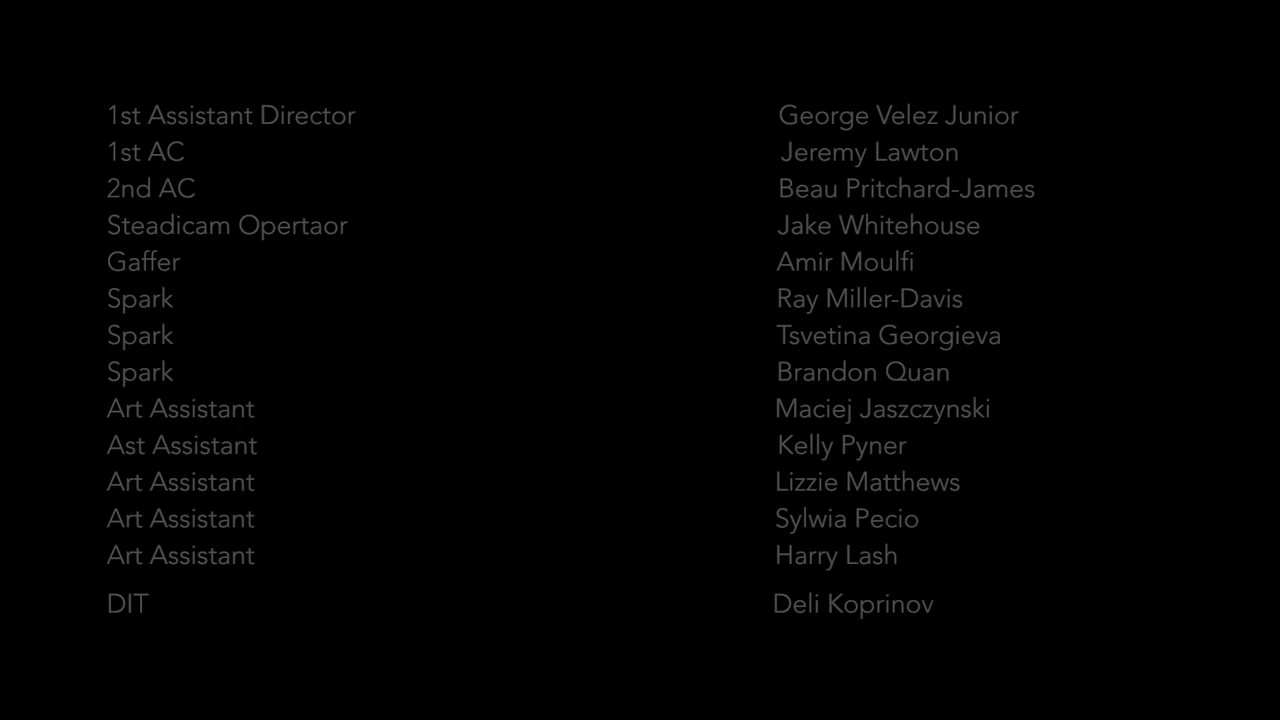 1st Assistant Director George Velez Junior
1st AC Jeremy Lawton
2nd AC Beau Pritchard-James
Steadicam Opertaor Jake Whitehouse
Gaffer Amir Moulfi
Spark Ray Miller-Davis
Spark Tsvetina Georgieva
Spark Brandon Quan
Art Assistant Maciej Jaszczynski
Ast Assistant Kelly Pyner
Art Assistant Lizzie Matthews
Art Assistant Sylwia Pecio
Art Assistant Harry Lash
DIT Deli Koprinov